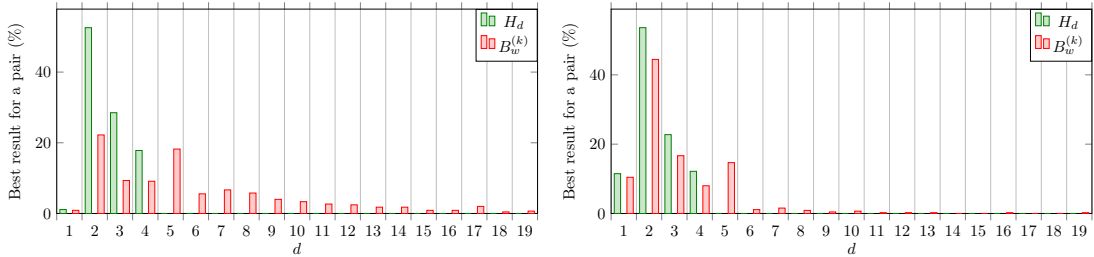 Best result for a pair (%)
40
20
0
H_d
B_w^{(k)}
1 2 3 4 5 6 7 8 9 10 11 12 13 14 15 16 17 18 19
d
Best result for a pair (%)
40
20
0
H_d
B_w^{(k)}
1 2 3 4 5 6 7 8 9 10 11 12 13 14 15 16 17 18 19
d